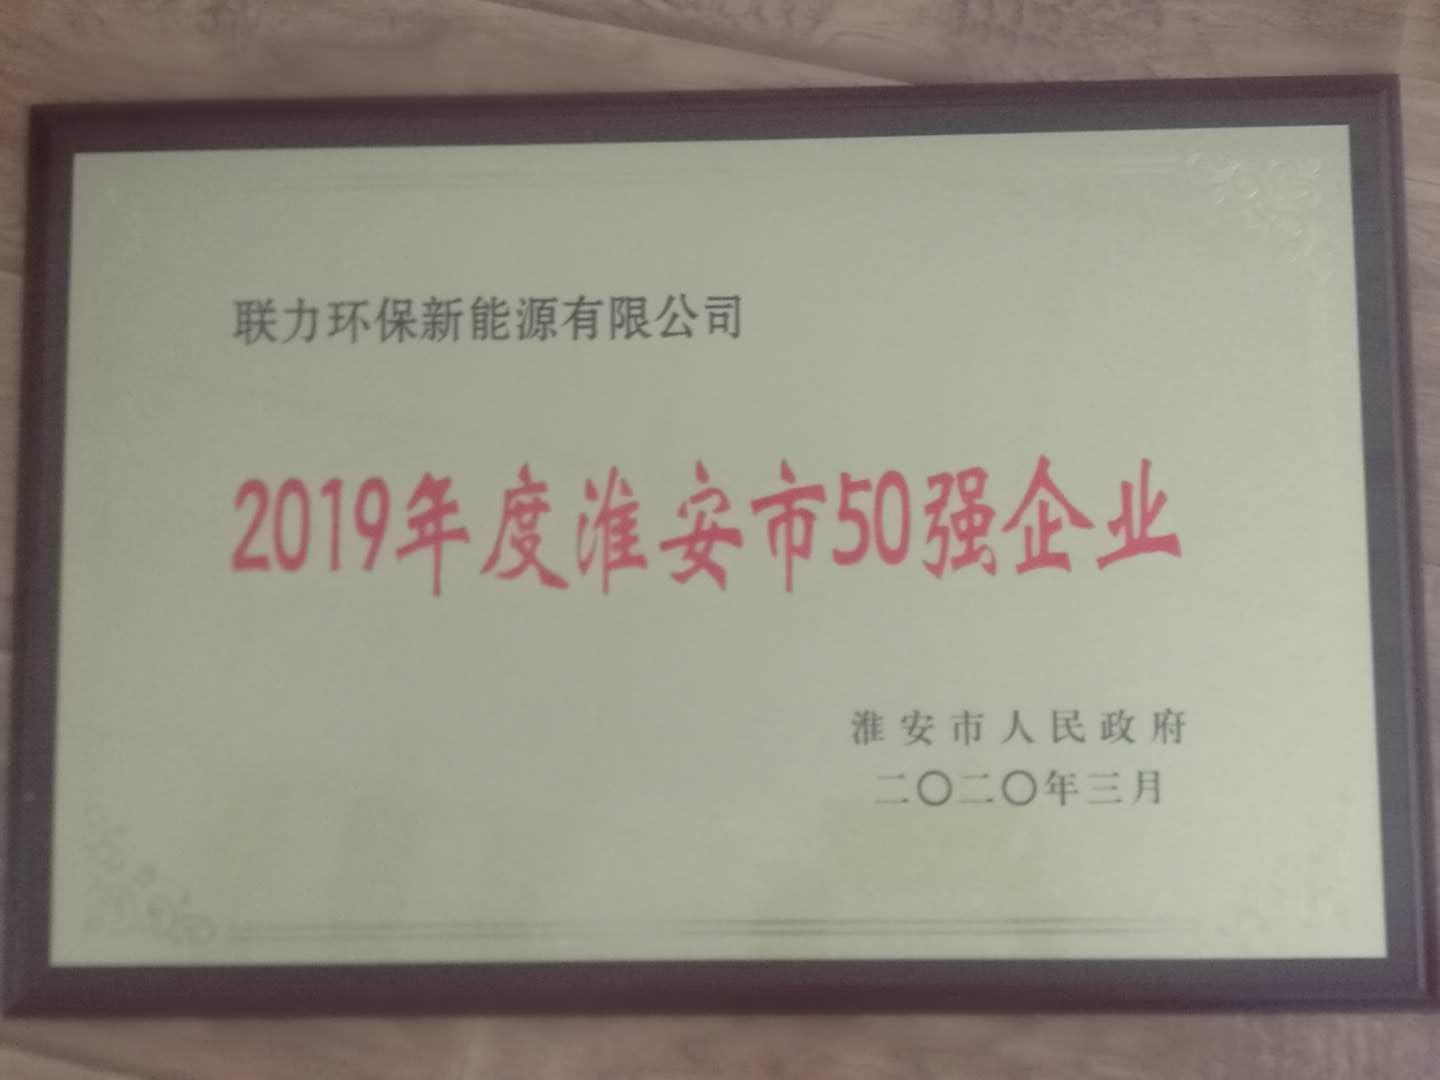 联力环保新能源有限公司
2019年度淮安市50强企业
淮安市人民政府
二〇二〇年三月